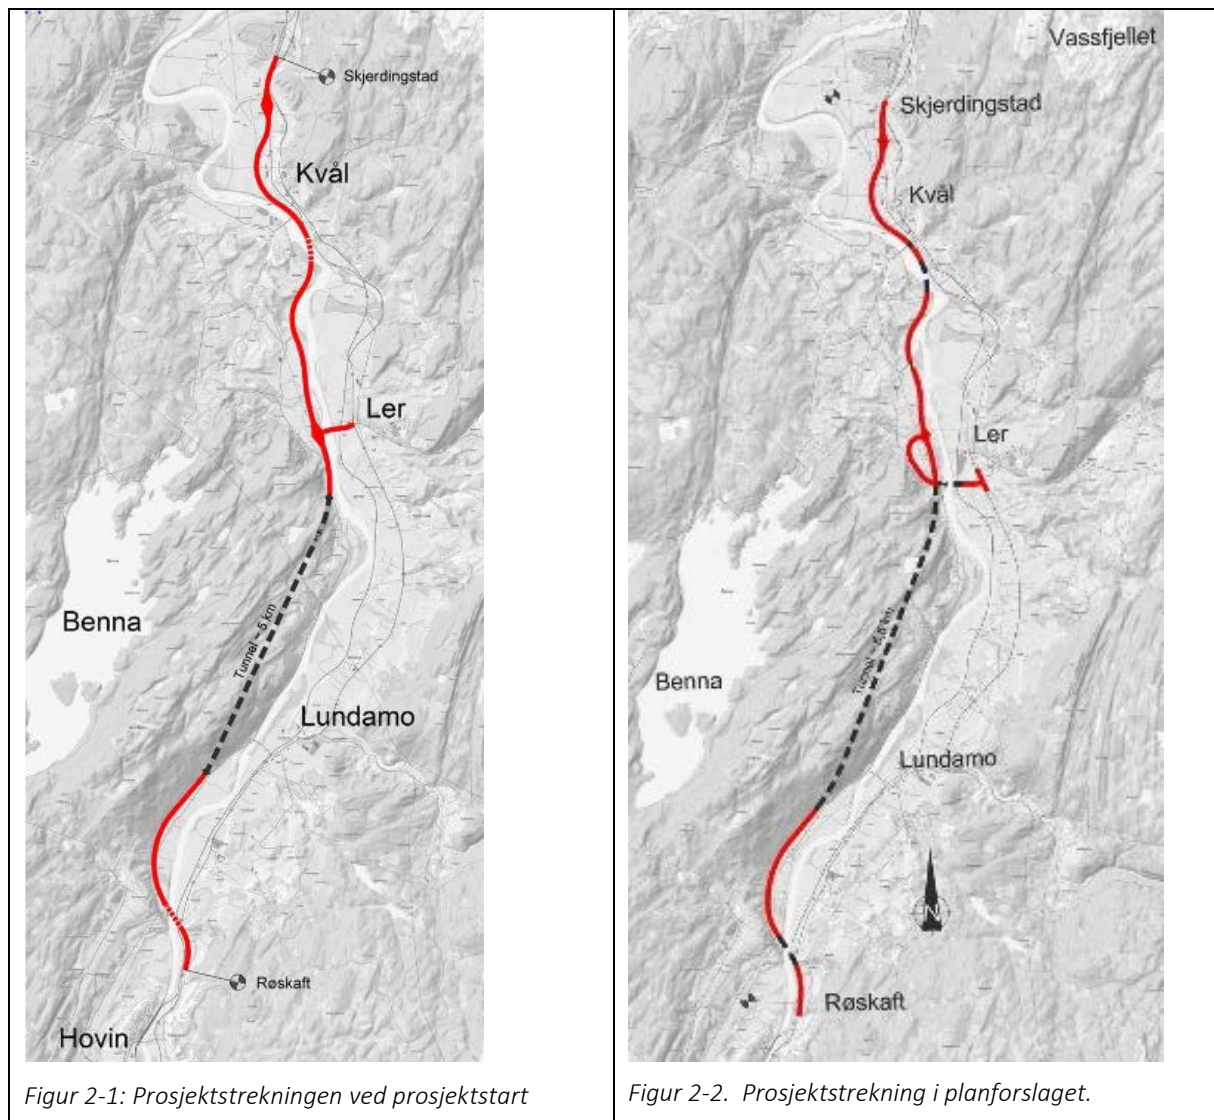 Skjerdingstad
Kvål
Ler
Benna
Tunnel ~ 5 km
Lundamo
Røskaft
Hovin
Figur 2-1: Prosjektstrekningen ved prosjektstart
Vassfjellet
Skjerdingstad
Kvål
Ler
Benna
Lundamo
N
Røskaft
Figur 2-2. Prosjektstrekning i planforslaget.